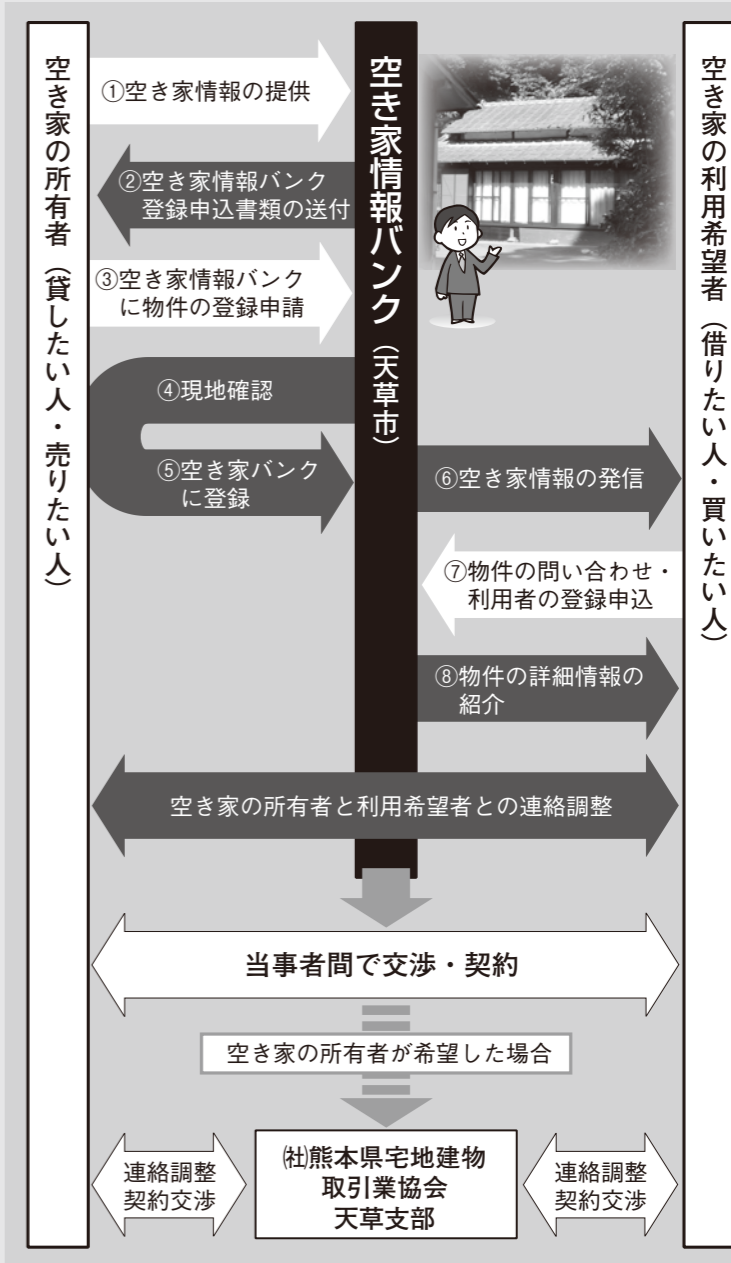 空き家の所有者（貸したい人・売りたい人）
空き家情報バンク（天草市）
空き家の利用希望者（借りたい人・買いたい人）
①空き家情報の提供
②空き家情報バンク
登録申込書類の送付
③空き家情報バンク
に物件の登録申請
④現地確認
⑤空き家バンク
に登録
⑥空き家情報の発信
⑦物件の問い合わせ・
利用者の登録申込
⑧物件の詳細情報の
紹介
空き家の所有者と利用希望者との連絡調整
当事者間で交渉・契約
空き家の所有者が希望した場合
連絡調整
契約交渉
㈳熊本県宅地建物
取引業協会
天草支部
連絡調整
契約交渉